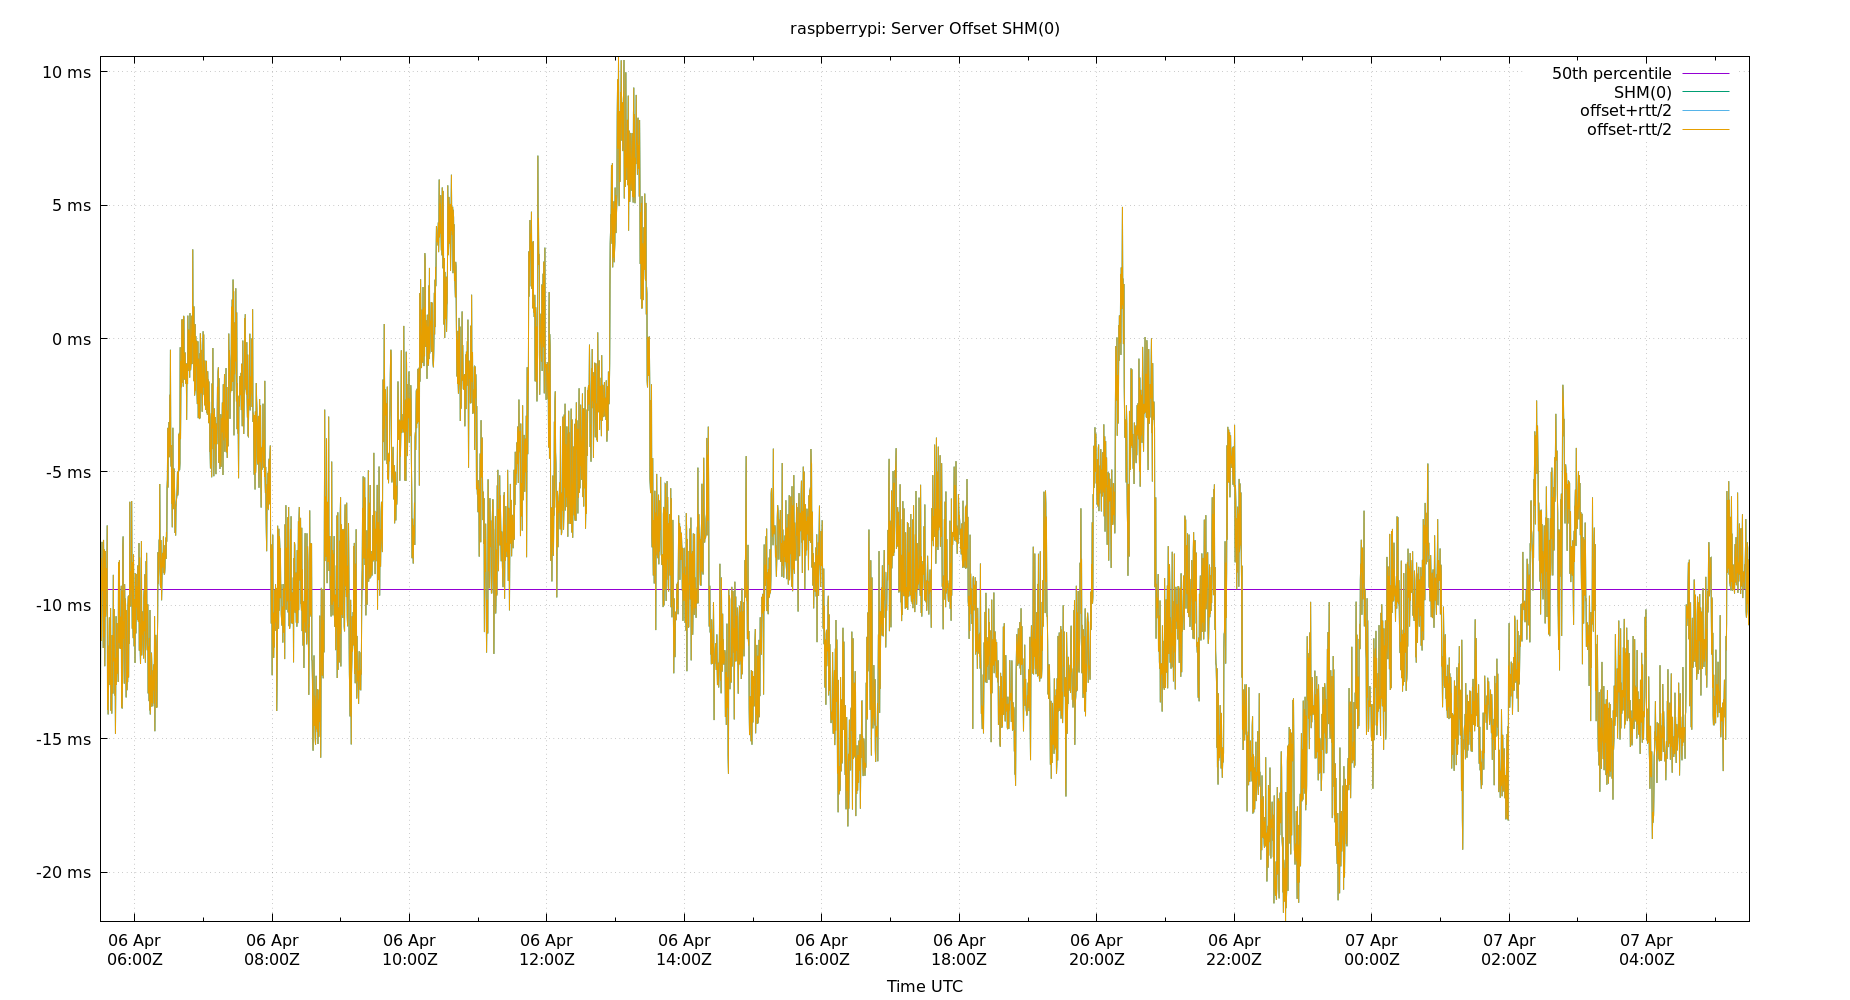 raspberrypi: Server Offset SHM(0)
50th percentile
SHM(0)
offset+rtt/2
offset-rtt/2
10 ms
5 ms
0 ms
-5 ms
-10 ms
-15 ms
-20 ms
06 Apr 06 Apr 06 Apr 06 Apr 06 Apr 06 Apr 06 Apr 06 Apr 06 Apr 07 Apr 07 Apr 07 Apr
06:00Z 08:00Z 10:00Z 12:00Z 14:00Z 16:00Z 18:00Z 20:00Z 22:00Z 00:00Z 02:00Z 04:00Z
Time UTC